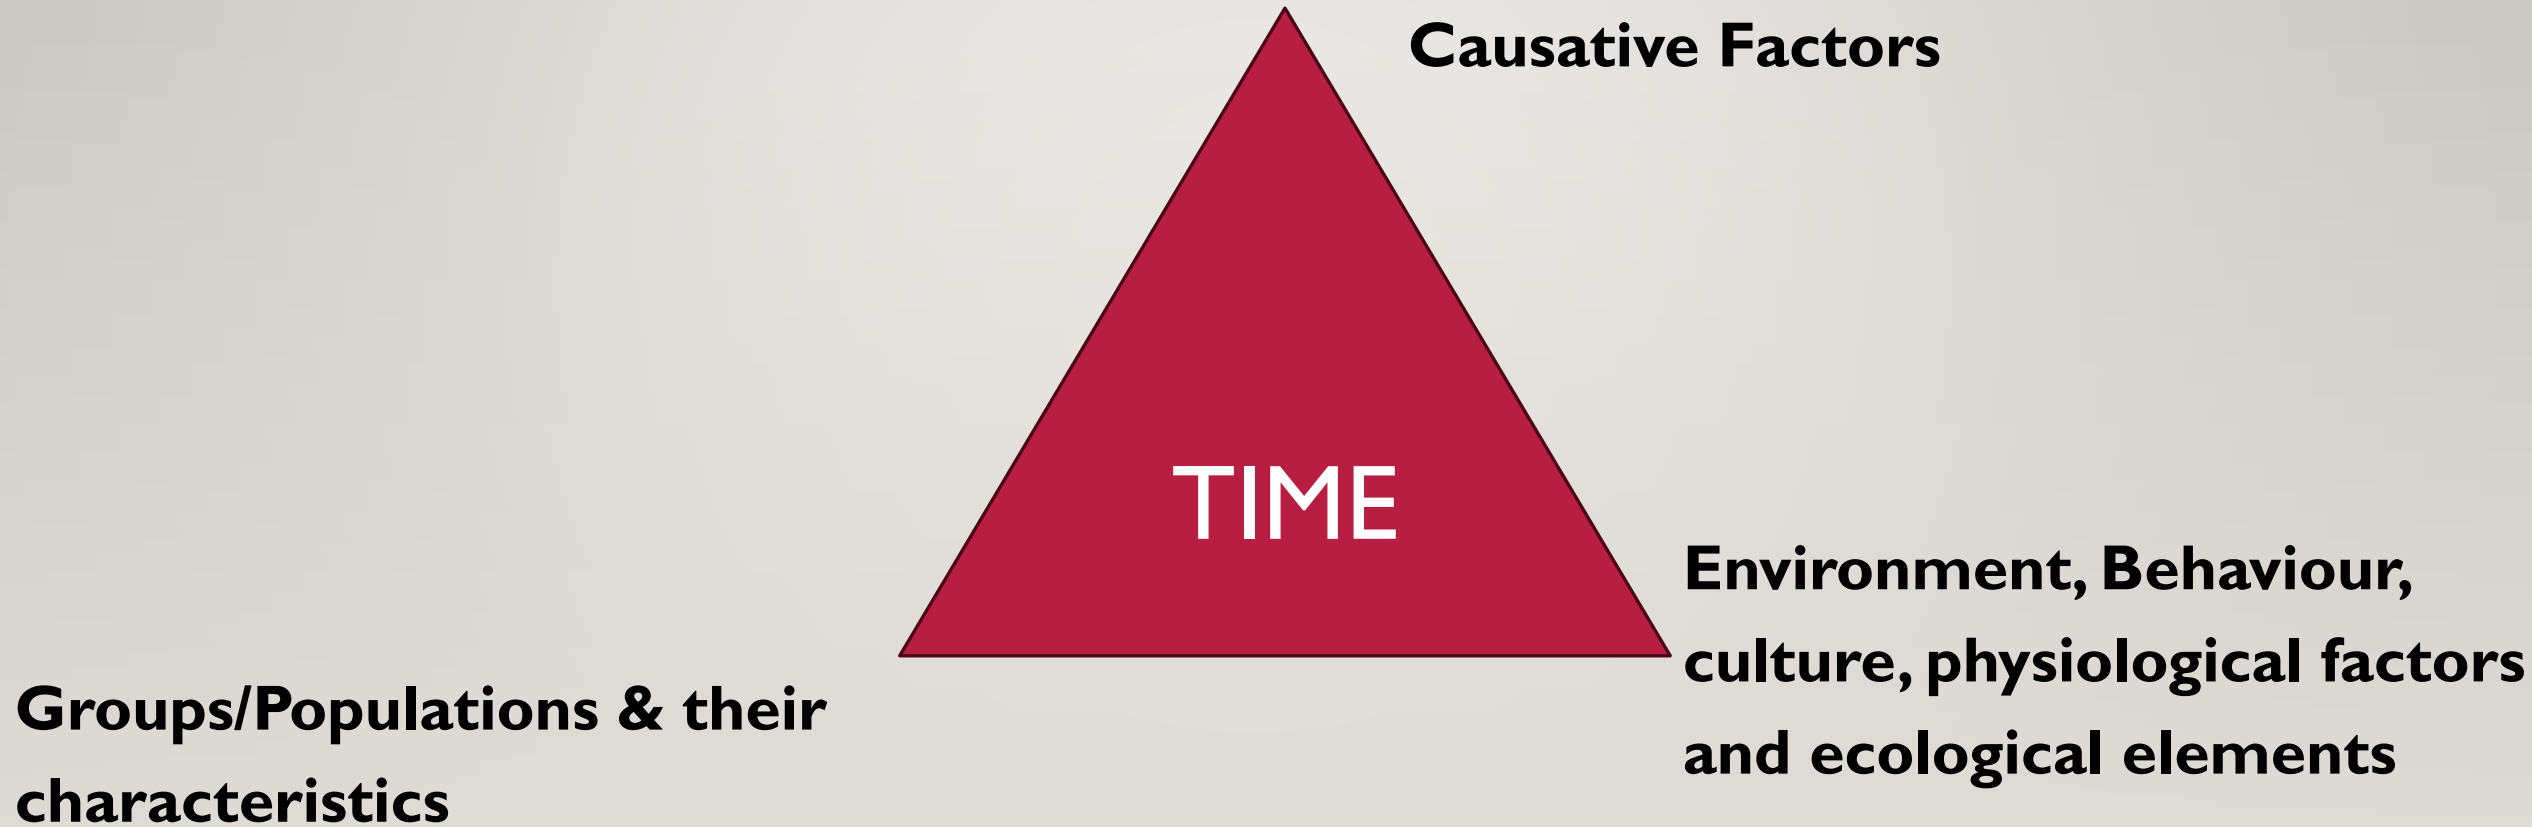 Causative Factors
TIME
Environment, Behaviour,
culture, physiological factors
and ecological elements
Groups/Populations & their
characteristics